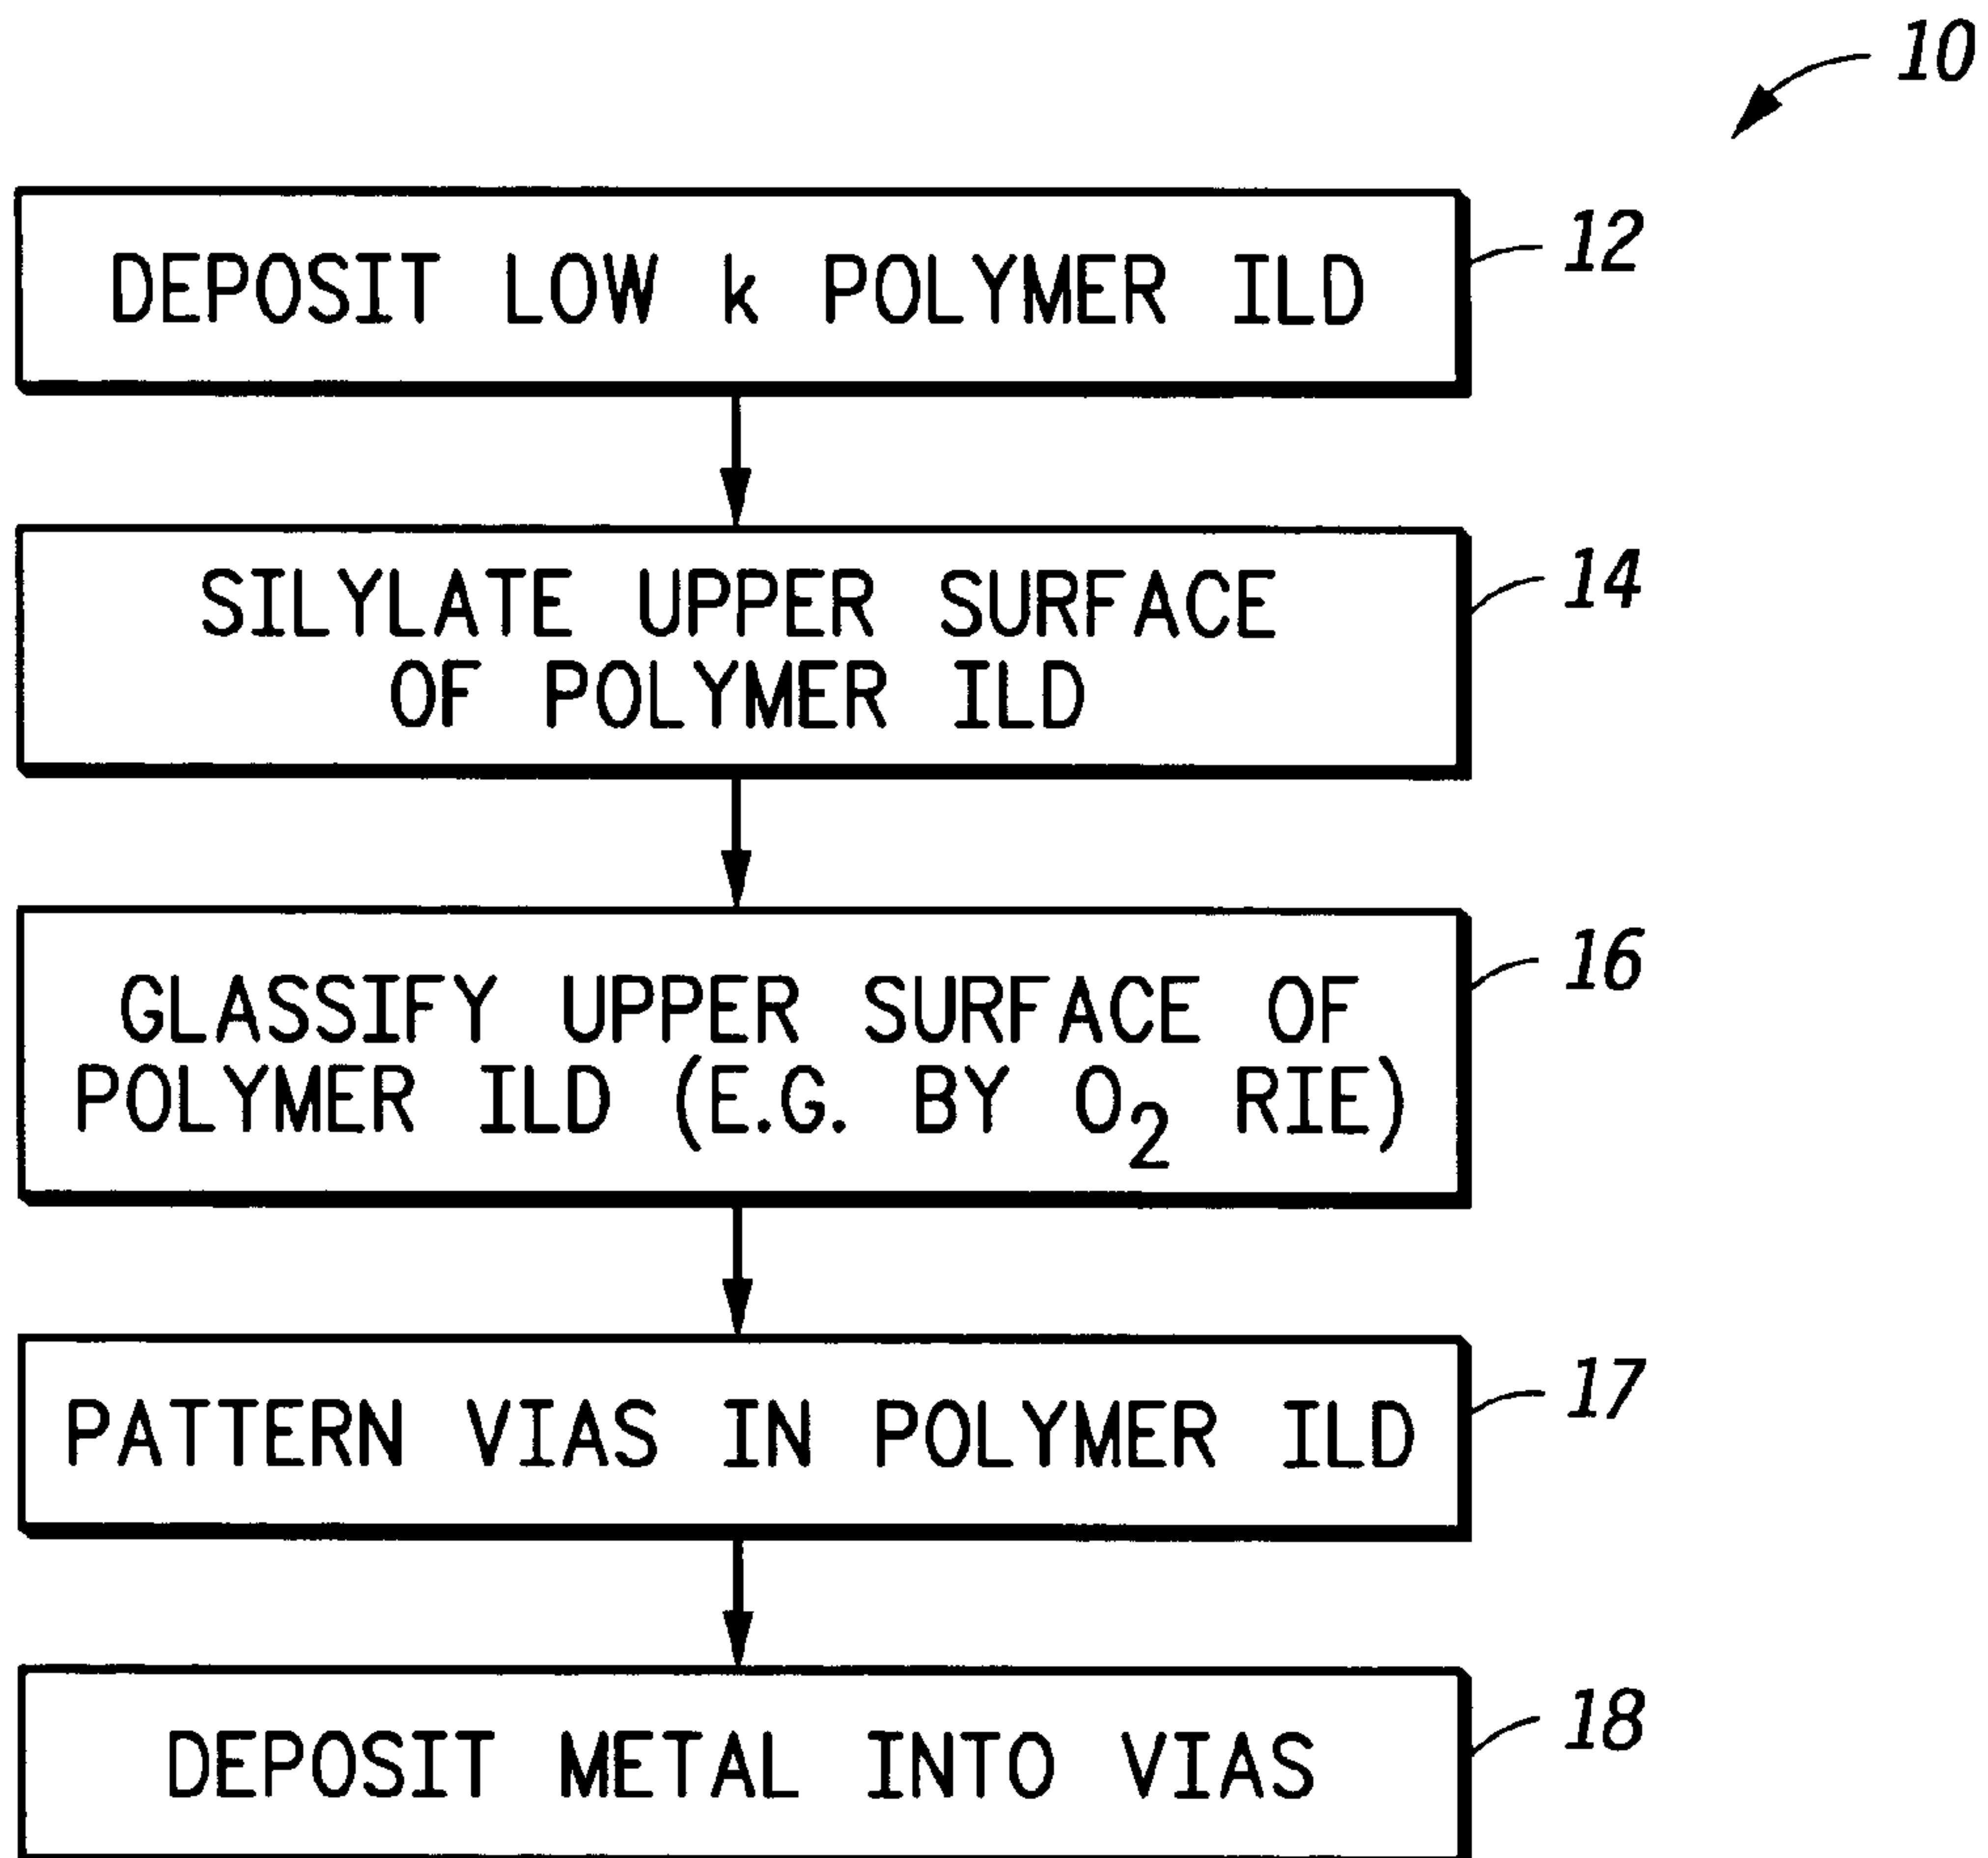 10
DEPOSIT LOW k POLYMER ILD
12
SILYLATE UPPER SURFACE
OF POLYMER ILD
14
GLASSIFY UPPER SURFACE OF
POLYMER ILD (E.G. BY O₂ RIE)
16
PATTERN VIAS IN POLYMER ILD
17
DEPOSIT METAL INTO VIAS
18